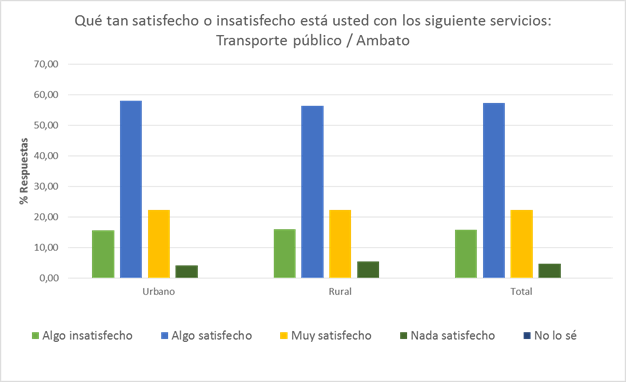 Qué tan satisfecho o insatisfecho está usted con los siguiente servicios:
Transporte público / Ambato
70,00
60,00
50,00
40,00
30,00
20,00
10,00
0,00
% Respuestas
Urbano Rural Total
Algo insatisfecho Algo satisfecho Muy satisfecho Nada satisfecho No lo sé